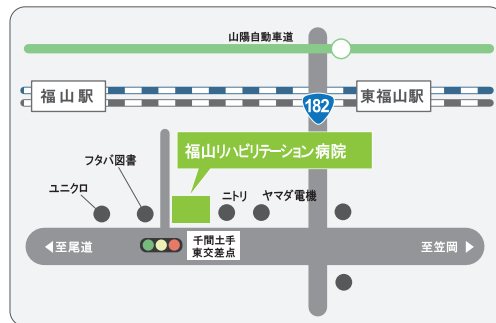 山陽自動車道
福山駅
182
東福山駅
福山リハビリテーション病院
フタバ図書
ユニクロ
ニトリ
ヤマダ電機
◀至尾道
千間土手
東交差点
至笠岡▶